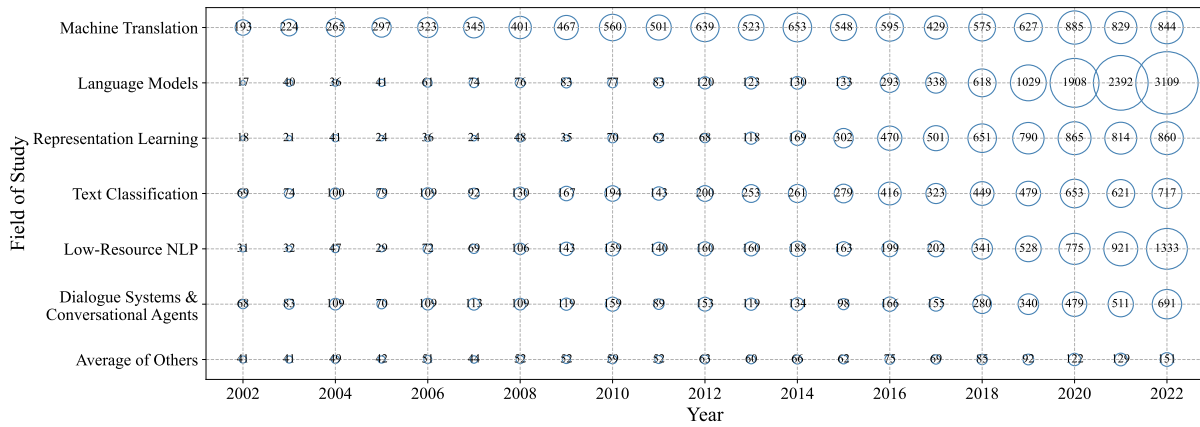 Field of Study
Machine Translation 193 224 265 297 323 345 401 467 560 501 639 523 653 548 595 429 575 627 885 829 844
Language Models 17 40 36 41 61 74 76 83 77 83 120 123 130 133 293 338 618 1029 1908 2392 3109
Representation Learning 18 21 41 24 36 24 48 35 70 62 68 118 169 302 470 501 651 790 865 814 860
Text Classification 69 74 100 79 109 92 130 167 194 143 200 253 261 279 416 323 449 479 653 621 717
Low-Resource NLP 31 32 47 29 72 69 106 143 159 140 160 160 188 163 199 202 341 528 775 921 1333
Dialogue Systems &
Conversational Agents 68 83 109 70 109 113 109 119 159 89 153 119 134 98 166 155 280 340 479 511 691
Average of Others 41 41 49 42 51 44 52 52 59 52 63 60 66 62 75 69 85 92 122 129 151
2002 2004 2006 2008 2010 2012 2014 2016 2018 2020 2022
Year